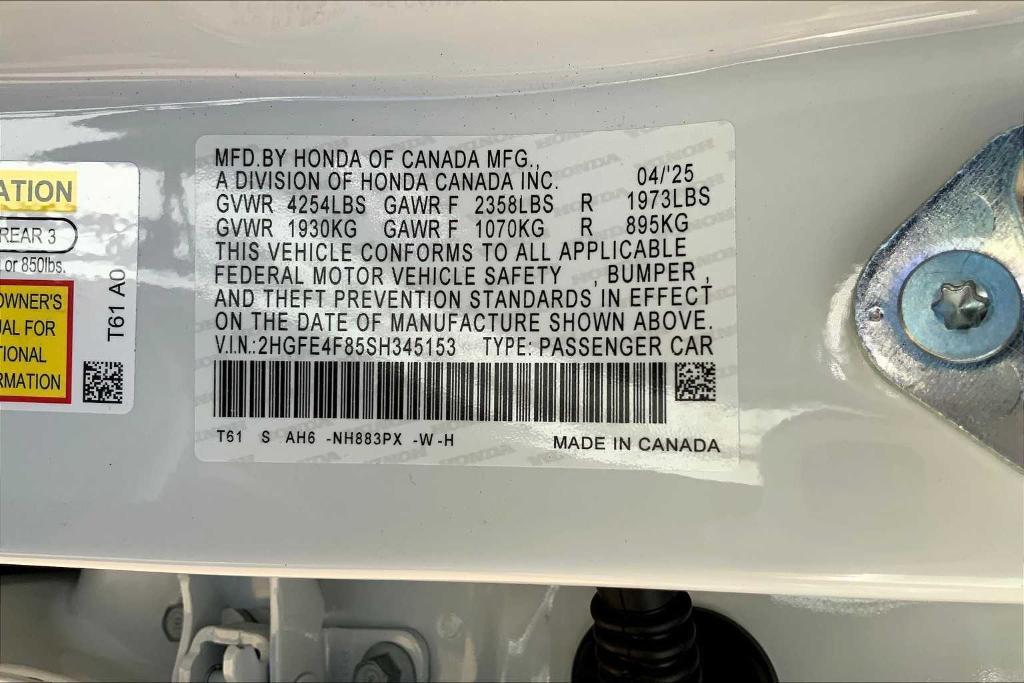 ATION
REAR 3
or 850lbs.
OWNER'S
UAL FOR
TIONAL
RMATION
T61 A0
MFD.BY HONDA OF CANADA MFG.,
A DIVISION OF HONDA CANADA INC. 04/'25
GVWR 4254LBS GAWR F 2358LBS R 1973LBS
GVWR 1930KG GAWR F 1070KG R 895KG
THIS VEHICLE CONFORMS TO ALL APPLICABLE
FEDERAL MOTOR VEHICLE SAFETY , BUMPER ,
AND THEFT PREVENTION STANDARDS IN EFFECT
ON THE DATE OF MANUFACTURE SHOWN ABOVE.
V.I.N.:2HGFE4F85SH345153 TYPE: PASSENGER CAR
T61 S AH6 -NH883PX -W-H MADE IN CANADA